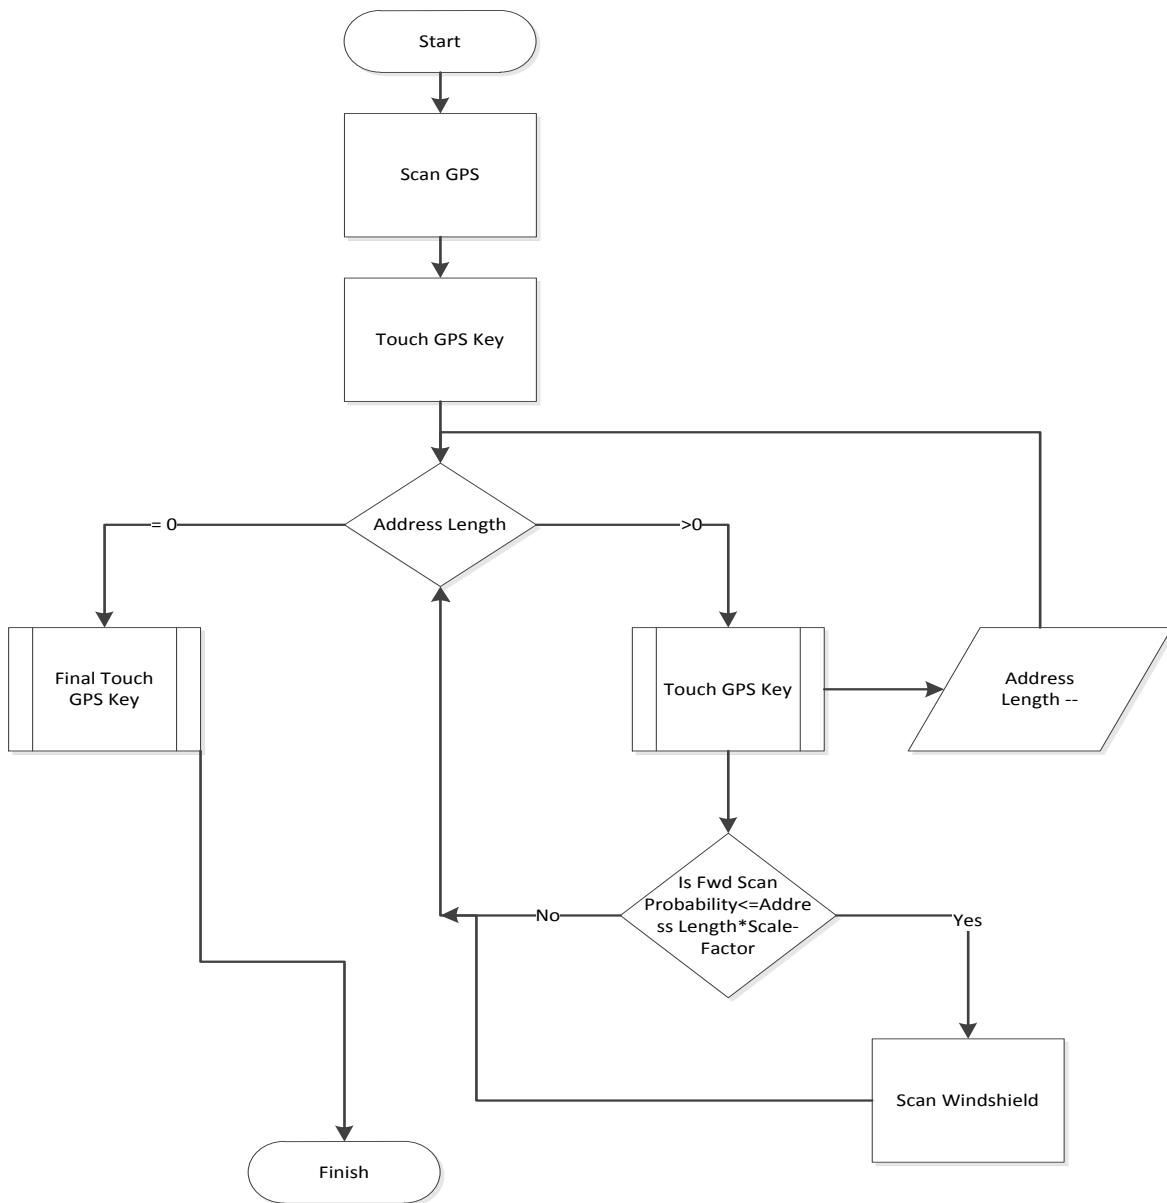 Start
Scan GPS
Touch GPS Key
Address Length
= 0
>0
Final Touch
GPS Key
Touch GPS Key
Address
Length --
Is Fwd Scan
Probability<=Addre
ss Length*Scale-
Factor
No
Yes
Scan Windshield
Finish